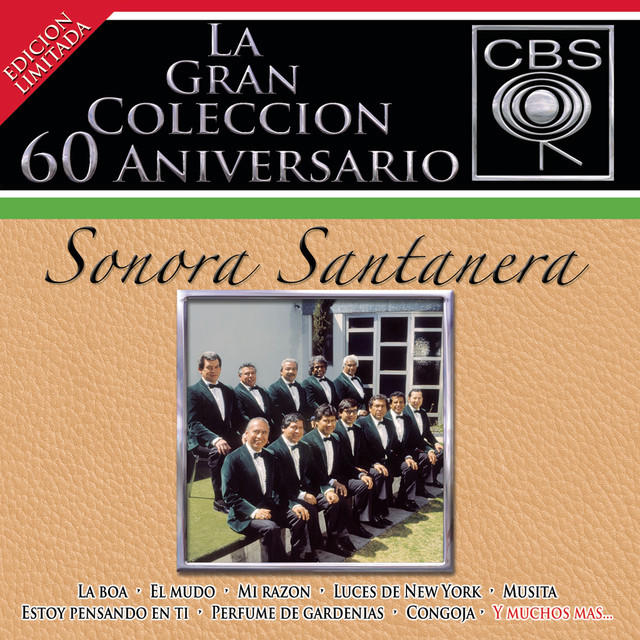 EDICION
LIMITADA
LA
GRAN
COLECCION
60 ANIVERSARIO
CBS
Sonora Santanera
LA BOA · EL MUDO · MI RAZON · LUCES DE NEW YORK · MUSITA
ESTOY PENSANDO EN TI · PERFUME DE GARDENIAS · CONGOJA · Y MUCHOS MAS...